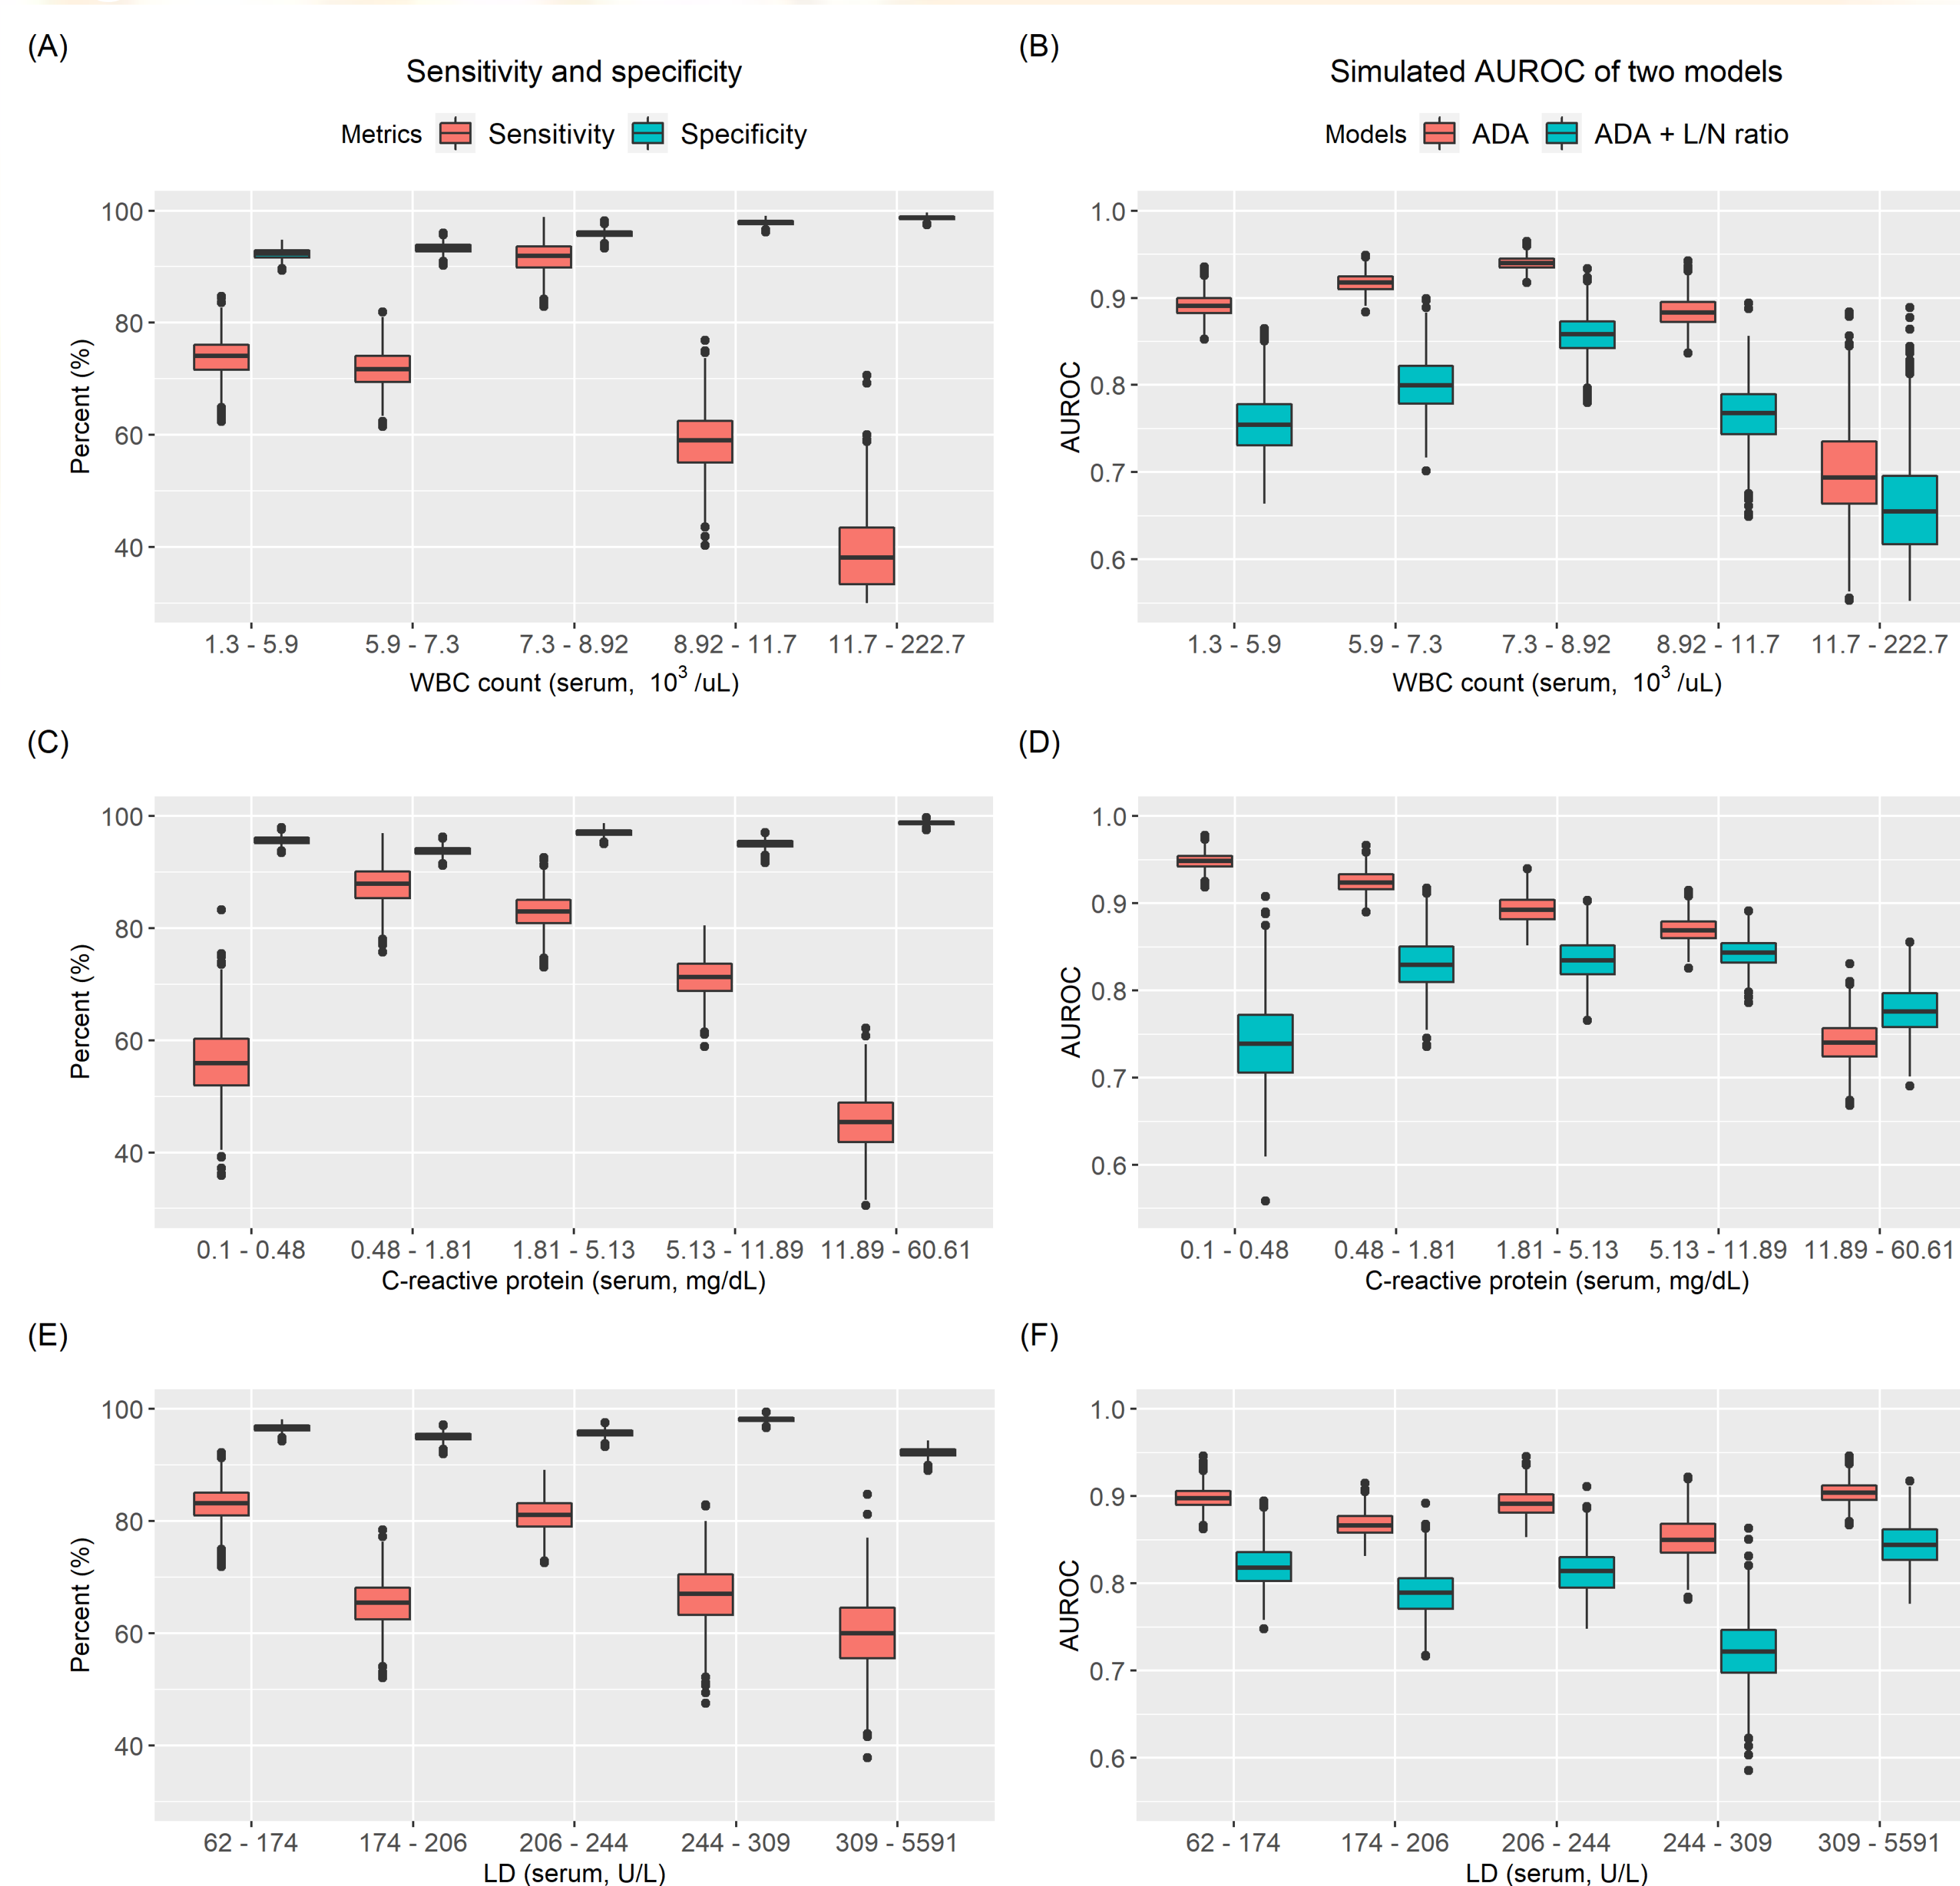 (A)
Sensitivity and specificity
Metrics Sensitivity Specificity
100
80
60
40
Percent (%)
1.3 - 5.9 5.9 - 7.3 7.3 - 8.92 8.92 - 11.7 11.7 - 222.7
WBC count (serum, 10³ /uL)
(B)
Simulated AUROC of two models
Models ADA ADA + L/N ratio
1.0
0.9
0.8
0.7
0.6
AUROC
1.3 - 5.9 5.9 - 7.3 7.3 - 8.92 8.92 - 11.7 11.7 - 222.7
WBC count (serum, 10³ /uL)
(C)
100
80
60
40
Percent (%)
0.1 - 0.48 0.48 - 1.81 1.81 - 5.13 5.13 - 11.89 11.89 - 60.61
C-reactive protein (serum, mg/dL)
(D)
1.0
0.9
0.8
0.7
0.6
AUROC
0.1 - 0.48 0.48 - 1.81 1.81 - 5.13 5.13 - 11.89 11.89 - 60.61
C-reactive protein (serum, mg/dL)
(E)
100
80
60
40
Percent (%)
62 - 174 174 - 206 206 - 244 244 - 309 309 - 5591
LD (serum, U/L)
(F)
1.0
0.9
0.8
0.7
0.6
AUROC
62 - 174 174 - 206 206 - 244 244 - 309 309 - 5591
LD (serum, U/L)